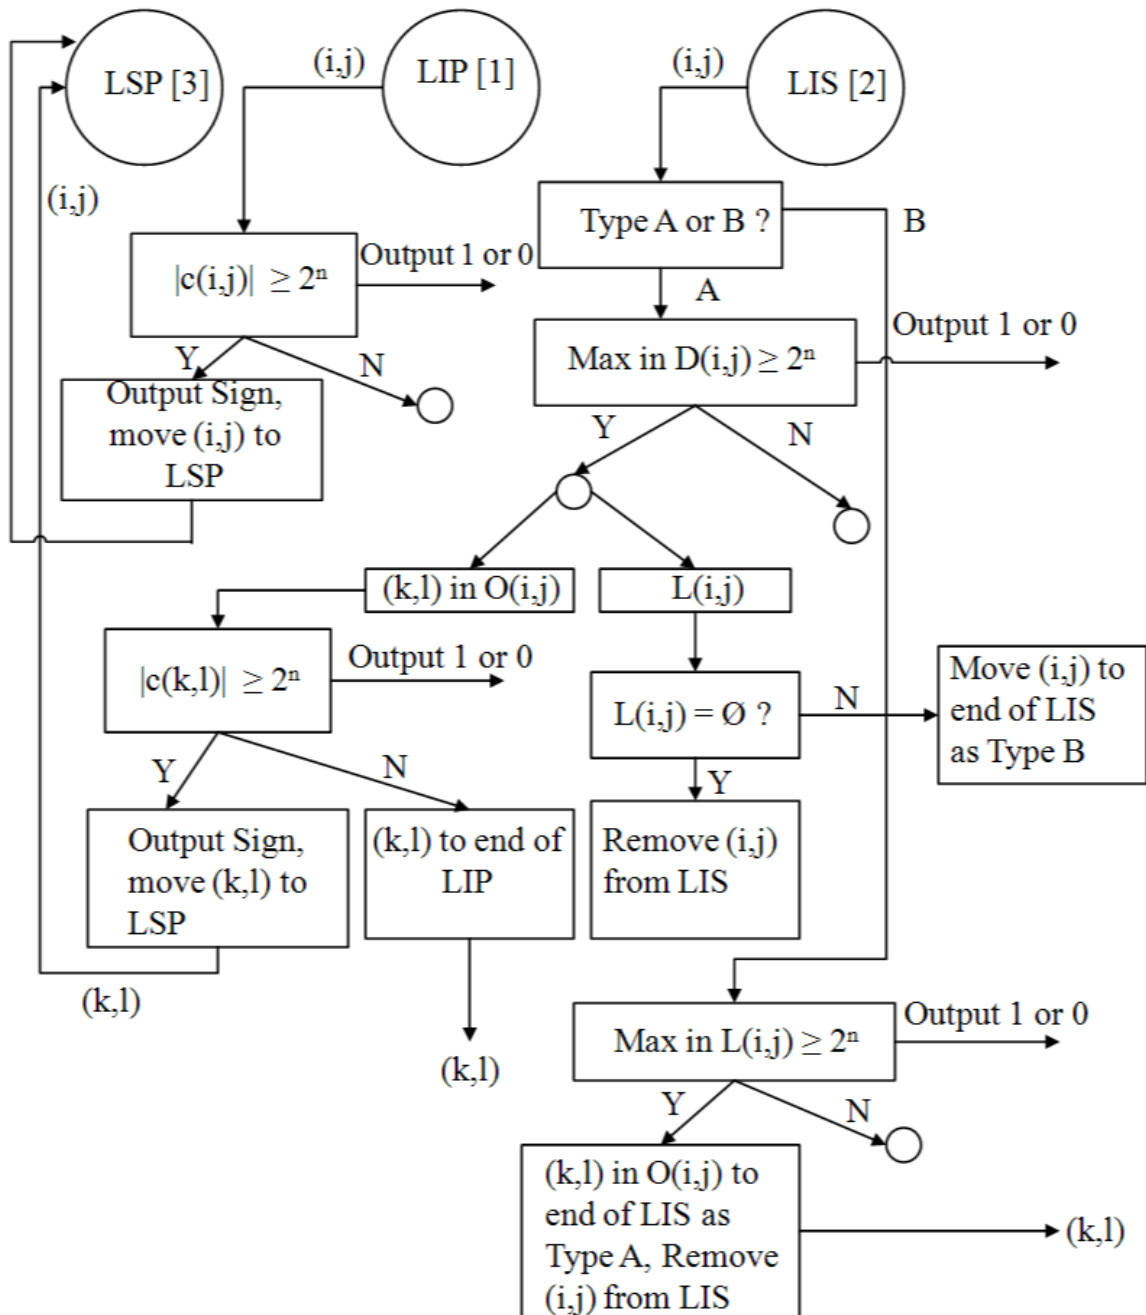 LSP [3]
(i,j)
LIP [1]
(i,j)
LIS [2]
(i,j)
Type A or B ?
B
|c(i,j)| ≥ 2ⁿ
Output 1 or 0
A
Max in D(i,j) ≥ 2ⁿ
Output 1 or 0
Y
N
Output Sign,
move (i,j) to
LSP
Y
N
(k,l) in O(i,j)
L(i,j)
|c(k,l)| ≥ 2ⁿ
Output 1 or 0
L(i,j) = Ø ?
N
Move (i,j) to
end of LIS
as Type B
Y
N
Y
Output Sign,
move (k,l) to
LSP
(k,l) to end of
LIP
Remove (i,j)
from LIS
(k,l)
(k,l)
Max in L(i,j) ≥ 2ⁿ
Output 1 or 0
Y
N
(k,l) in O(i,j) to
end of LIS as
Type A, Remove
(i,j) from LIS
(k,l)